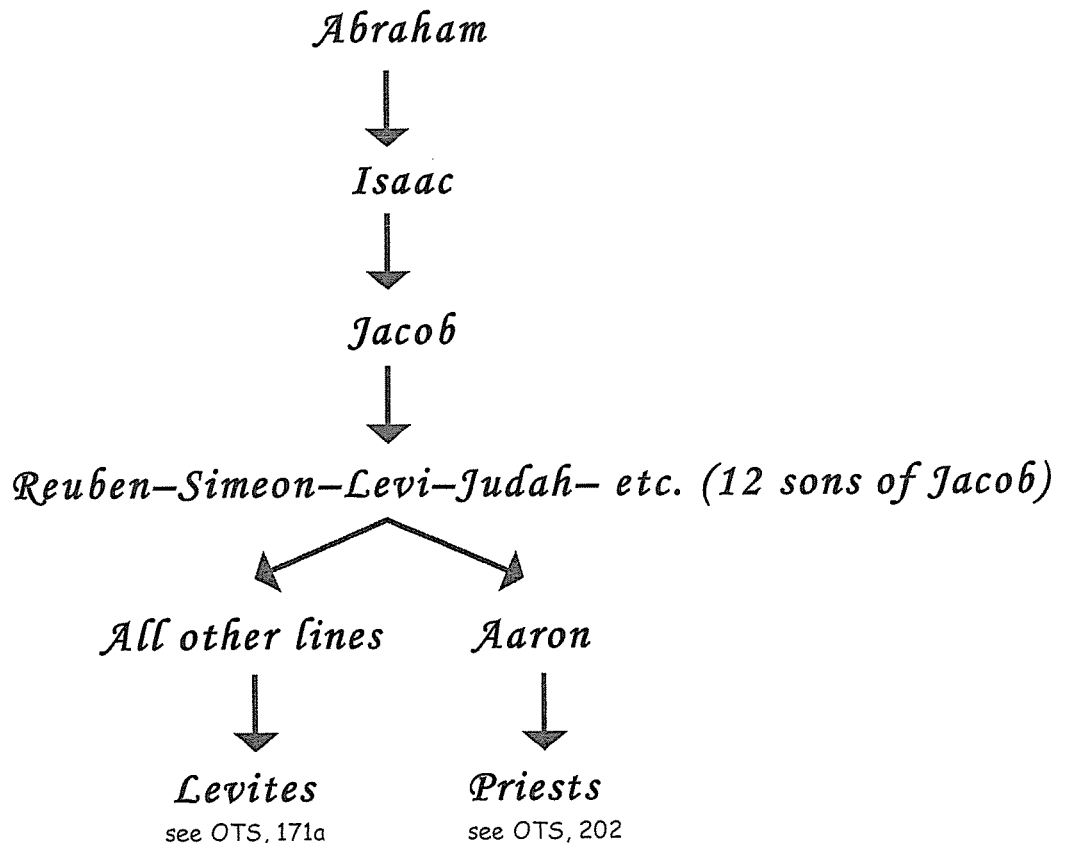 Abraham
Isaac
Jacob
Reuben–Simeon–Levi–Judah– etc. (12 sons of Jacob)
All other lines
Aaron
Levites
Priests
see OTS, 171a
see OTS, 202